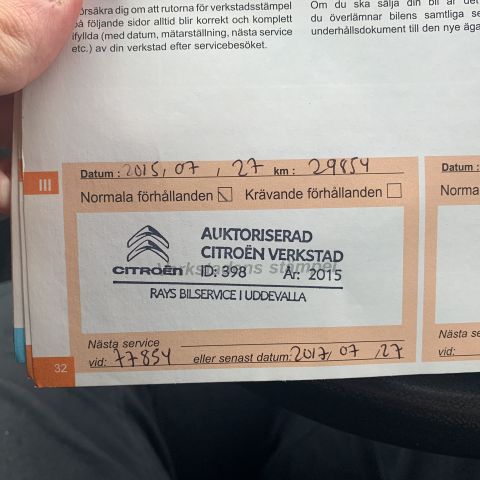 örsäkra dig om att rutorna för verkstadsstämpel
på följande sidor alltid blir korrekt och komplett
ifyllda (med datum, mätarställning, nästa service
etc.) av din verkstad efter servicebesöket.
Om du ska sälja din bil är det
du överlämnar bilens samtliga se
underhållsdokument till den nye äga
III
Datum : 2015, 07, 27 km : 29854
Normala förhållanden Krävande förhållanden
AUKTORISERAD
CITROËN VERKSTAD
Verkstadens stämpel
CITROËN ID: 398 År: 2015
RAYS BILSERVICE I UDDEVALLA
Nästa service
vid: 77854 eller senast datum: 2017, 07, 27
32
Datum :
Norma
Nästa se
vid: